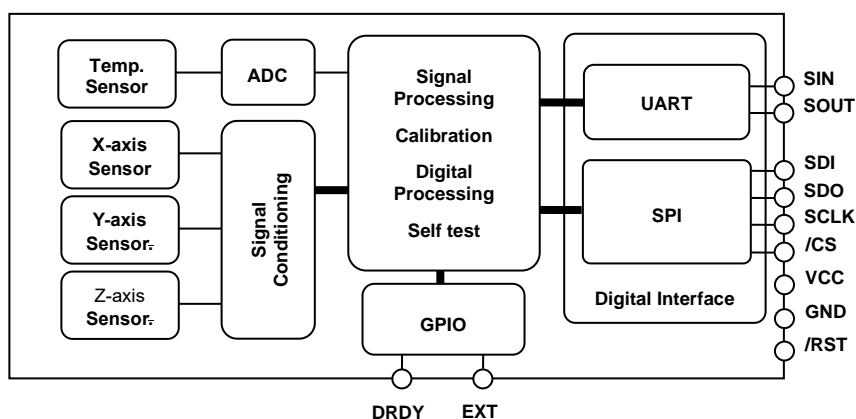 Temp.
Sensor
ADC
X-axis
Sensor
Y-axis
Sensor.
Z-axis
Sensor.
Signal
Conditioning
Signal
Processing
Calibration
Digital
Processing
Self test
GPIO
UART
SPI
Digital Interface
SIN
SOUT
SDI
SDO
SCLK
/CS
VCC
GND
/RST
DRDY
EXT